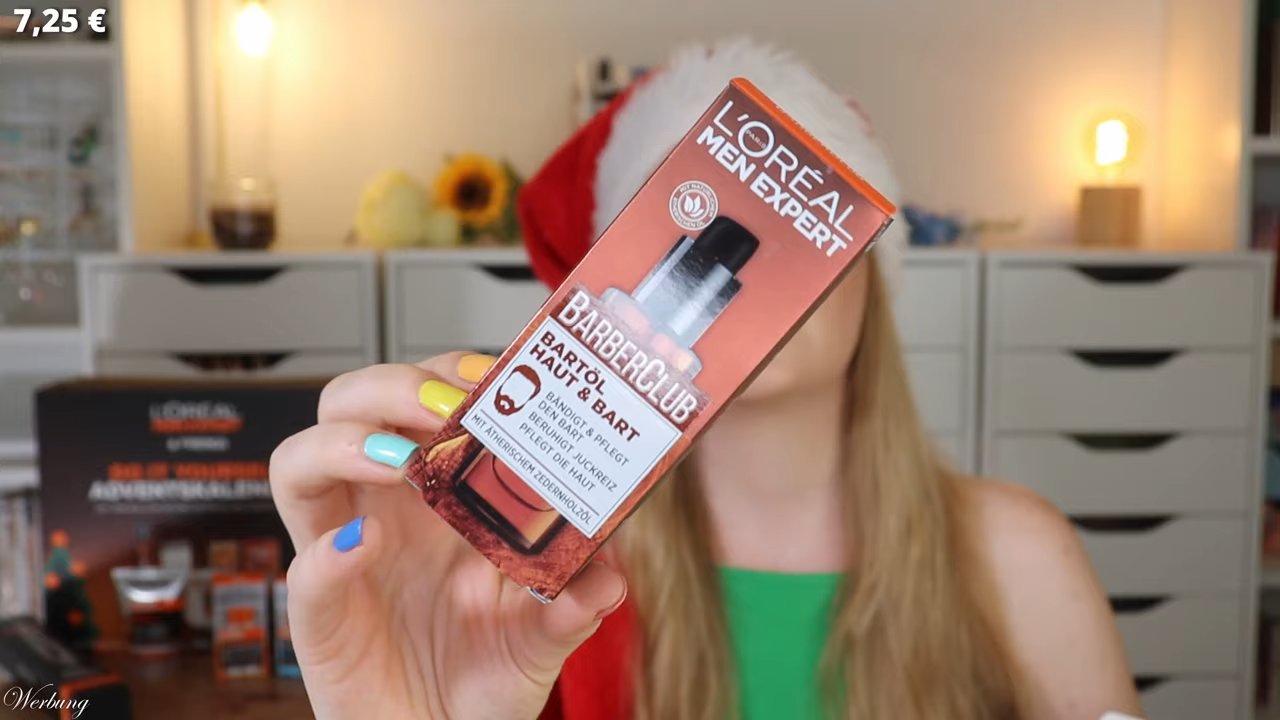 7,25 €
L'ORÉAL
PARIS
MEN EXPERT
BARBERCLUB
BARTÖL
HAUT & BART
BÄNDIGT & PFLEGT
DEN BART
BERUHIGT JUCKREIZ
PFLEGT DIE HAUT
MIT ÄTHERISCHEM ZEDERNHOLZÖL
L'ORÉAL
ADVENTSKALENDER
Werbung